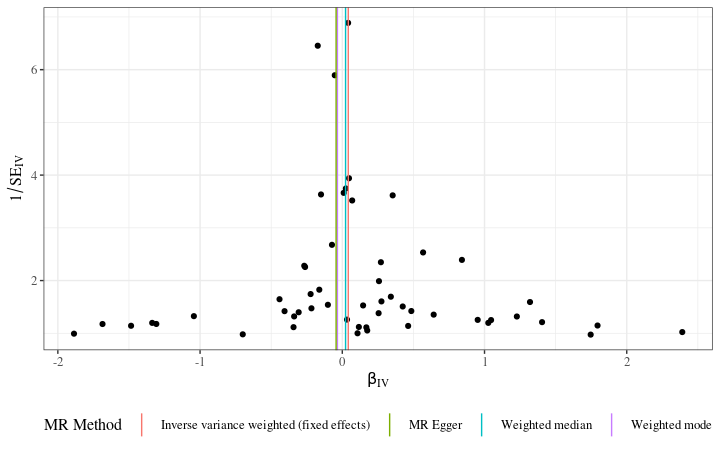 6
4
2
1/SE_IV
-2
-1
0
1
2
β_IV
MR Method
Inverse variance weighted (fixed effects)
MR Egger
Weighted median
Weighted mode